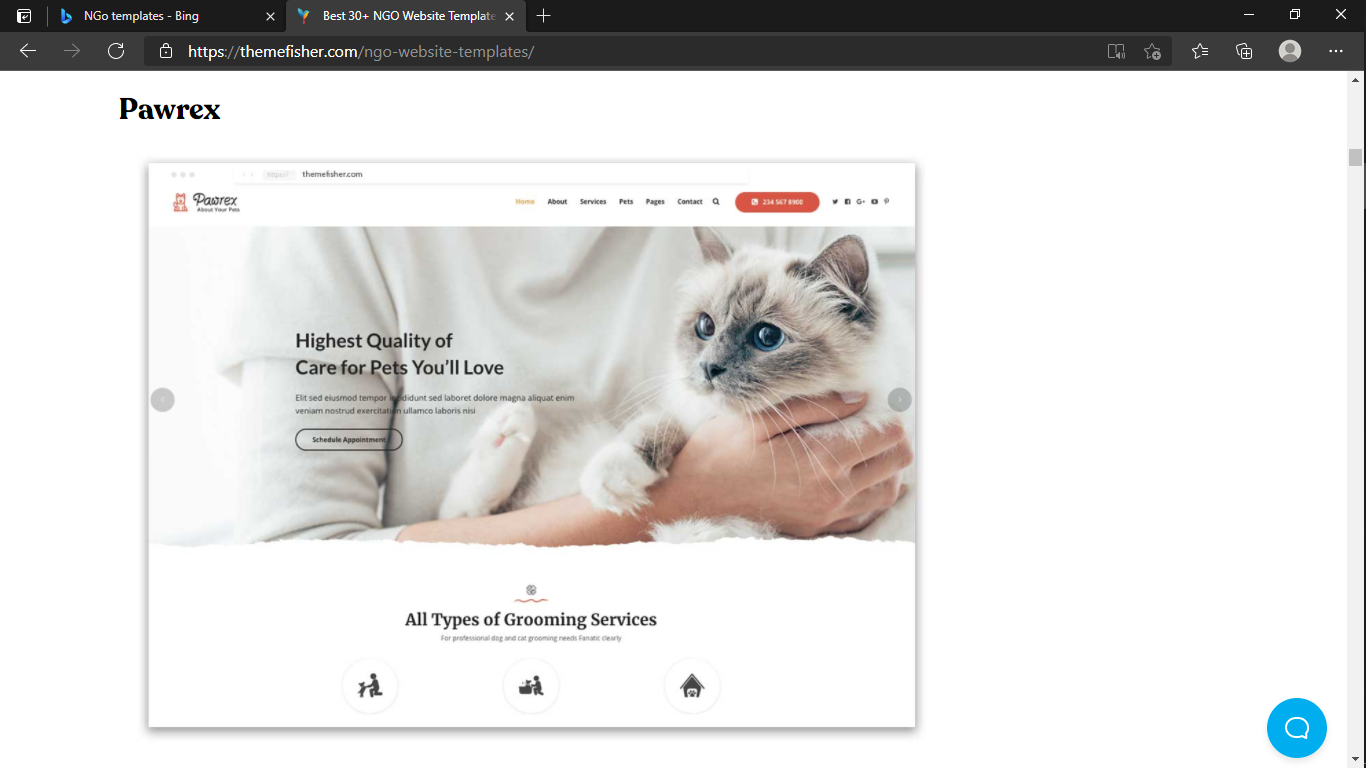 NGo templates - Bing
Best 30+ NGO Website Template
https://themefisher.com/ngo-website-templates/
Pawrex
https://
themefisher.com
Pawrex
About Your Pets
Home About Services Pets Pages Contact
234 567 8900
G+
Highest Quality of
Care for Pets You'll Love
Elit sed eiusmod tempor incididunt sed laboret dolore magna aliquat enim
veniam nostrud exercitation ullamco laboris nisi
Schedule Appointment
All Types of Grooming Services
For professional dog and cat grooming needs Fanatic clearly